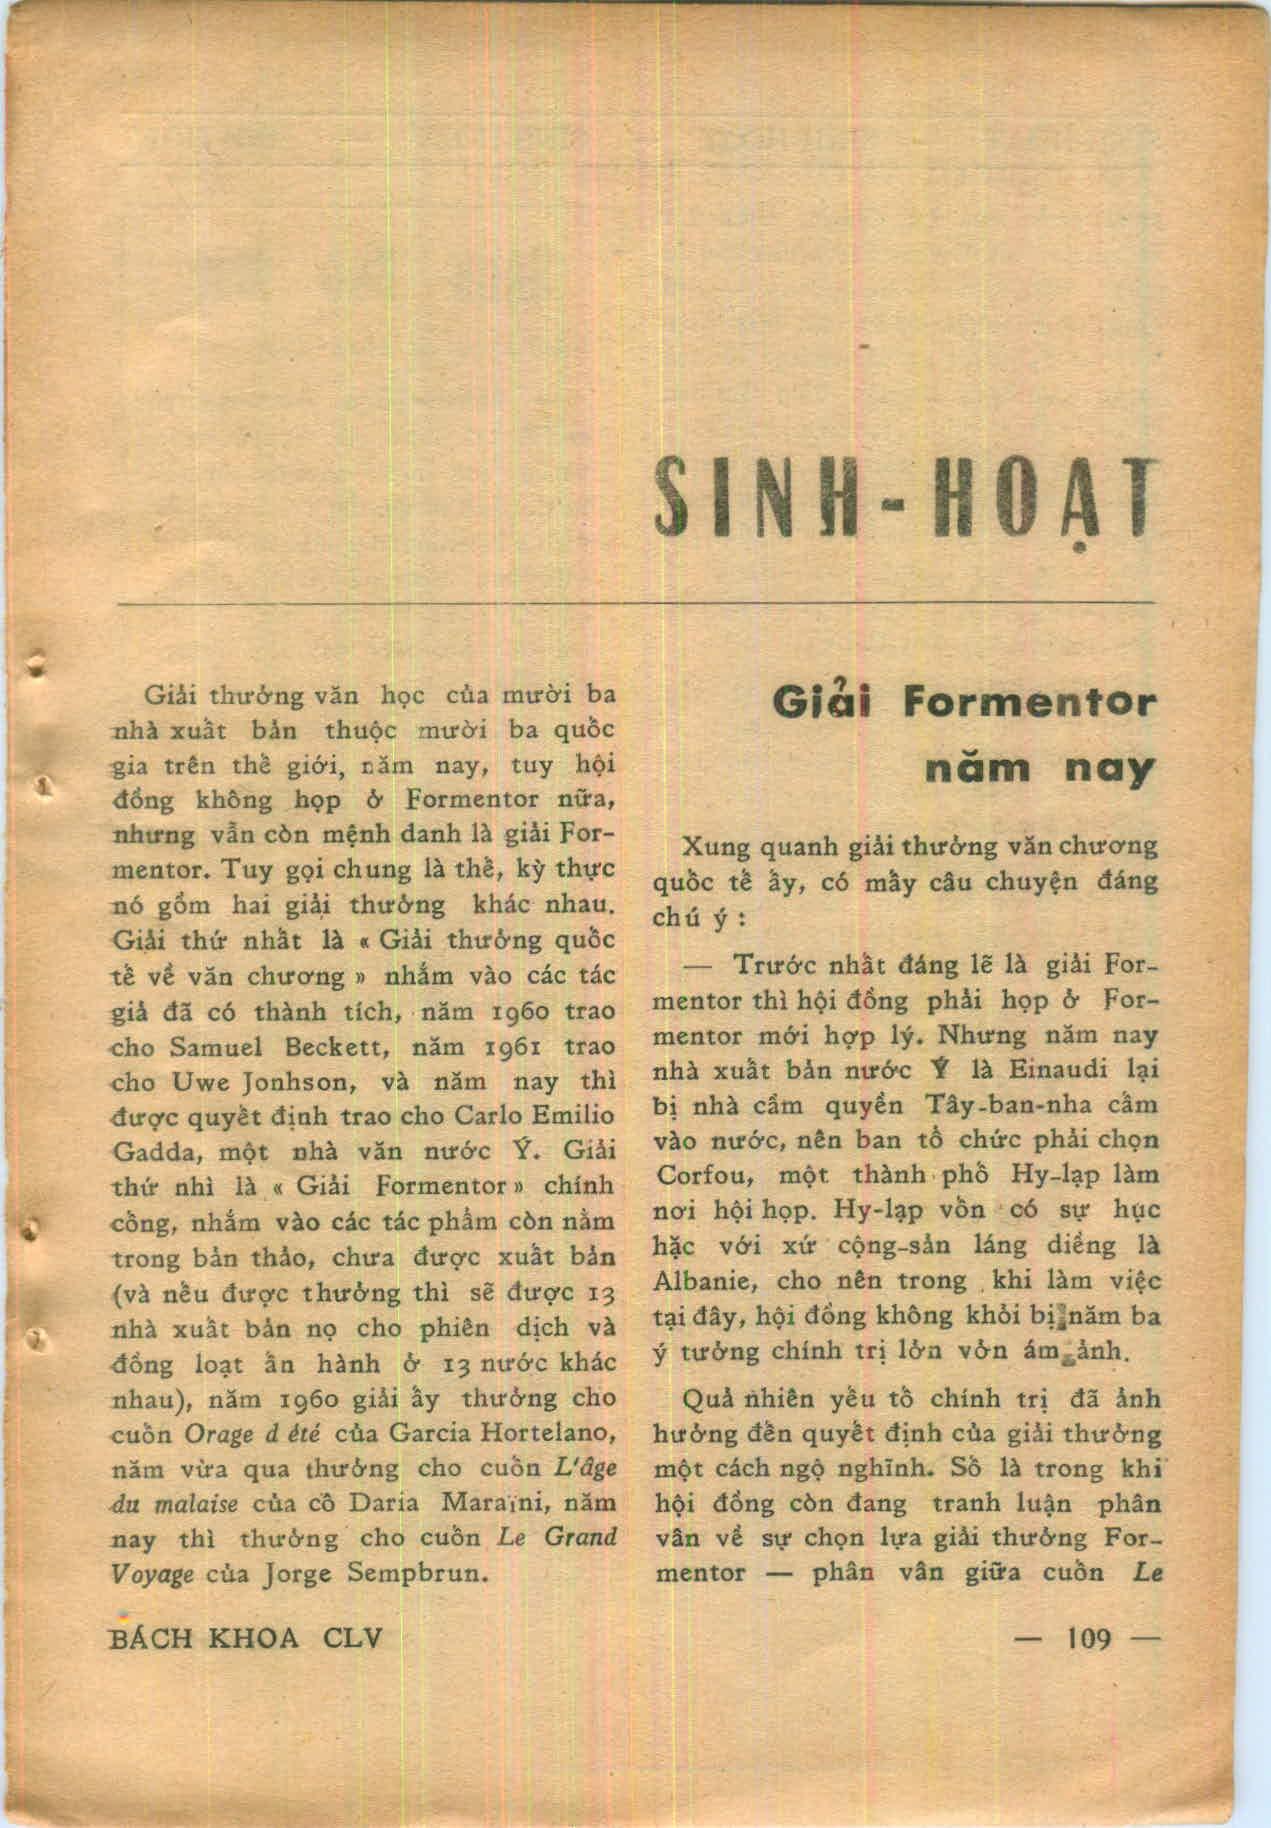 SINH-HOẠT
Giải thưởng văn học của mười ba
nhà xuất bản thuộc mười ba quốc
gia trên thế giới, năm nay, tuy hội
đồng không họp ở Formentor nữa,
nhưng vẫn còn mệnh danh là giải For-
mentor. Tuy gọi chung là thế, kỳ thực
nó gồm hai giải thưởng khác nhau.
Giải thứ nhất là « Giải thưởng quốc
tế về văn chương » nhắm vào các tác
giả đã có thành tích, năm 1960 trao
cho Samuel Beckett, năm 1961 trao
cho Uwe Jonhson, và năm nay thì
được quyết định trao cho Carlo Emilio
Gadda, một nhà văn nước Ý. Giải
thứ nhì là « Giải Formentor » chính
cống, nhắm vào các tác phẩm còn nằm
trong bản thảo, chưa được xuất bản
(và nếu được thưởng thì sẽ được 13
nhà xuất bản nọ cho phiên dịch và
đồng loạt ấn hành ở 13 nước khác
nhau), năm 1960 giải ấy thưởng cho
cuốn Orage d été của Garcia Hortelano,
năm vừa qua thưởng cho cuốn L'âge
du malaise của cô Daria Maraïni, năm
nay thì thưởng cho cuốn Le Grand
Voyage của Jorge Sempbrun.
Giải Formentor
năm nay
Xung quanh giải thưởng văn chương
quốc tế ấy, có mấy câu chuyện đáng
chú ý :
— Trước nhất đáng lẽ là giải For-
mentor thì hội đồng phải họp ở For-
mentor mới hợp lý. Nhưng năm nay
nhà xuất bản nước Ý là Einaudi lại
bị nhà cầm quyền Tây-ban-nha cấm
vào nước, nên ban tổ chức phải chọn
Corfou, một thành phố Hy-lạp làm
nơi hội họp. Hy-lạp vốn có sự hục
hặc với xứ cộng-sản láng diềng là
Albanie, cho nên trong khi làm việc
tại đây, hội đồng không khỏi bị năm ba
ý tưởng chính trị lởn vởn ám ảnh.
Quả nhiên yếu tố chính trị đã ảnh
hưởng đến quyết định của giải thưởng
một cách ngộ nghĩnh. Số là trong khi
hội đồng còn đang tranh luận phân
vân về sự chọn lựa giải thưởng For-
mentor — phân vân giữa cuốn Le
BÁCH KHOA CLV
— 109 —